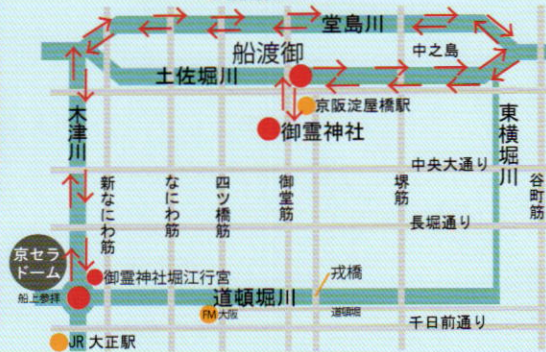 堂島川
船渡御
中之島
土佐堀川
京阪淀屋橋駅
御霊神社
木津川
東横堀川
中央大通り
新なにわ筋
なにわ筋
四ツ橋筋
御堂筋
堺筋
谷町筋
長堀通り
京セラ
ドーム
船上参拝
御霊神社堀江行宮
戎橋
道頓堀川
FM大阪
道頓堀
千日前通り
JR 大正駅